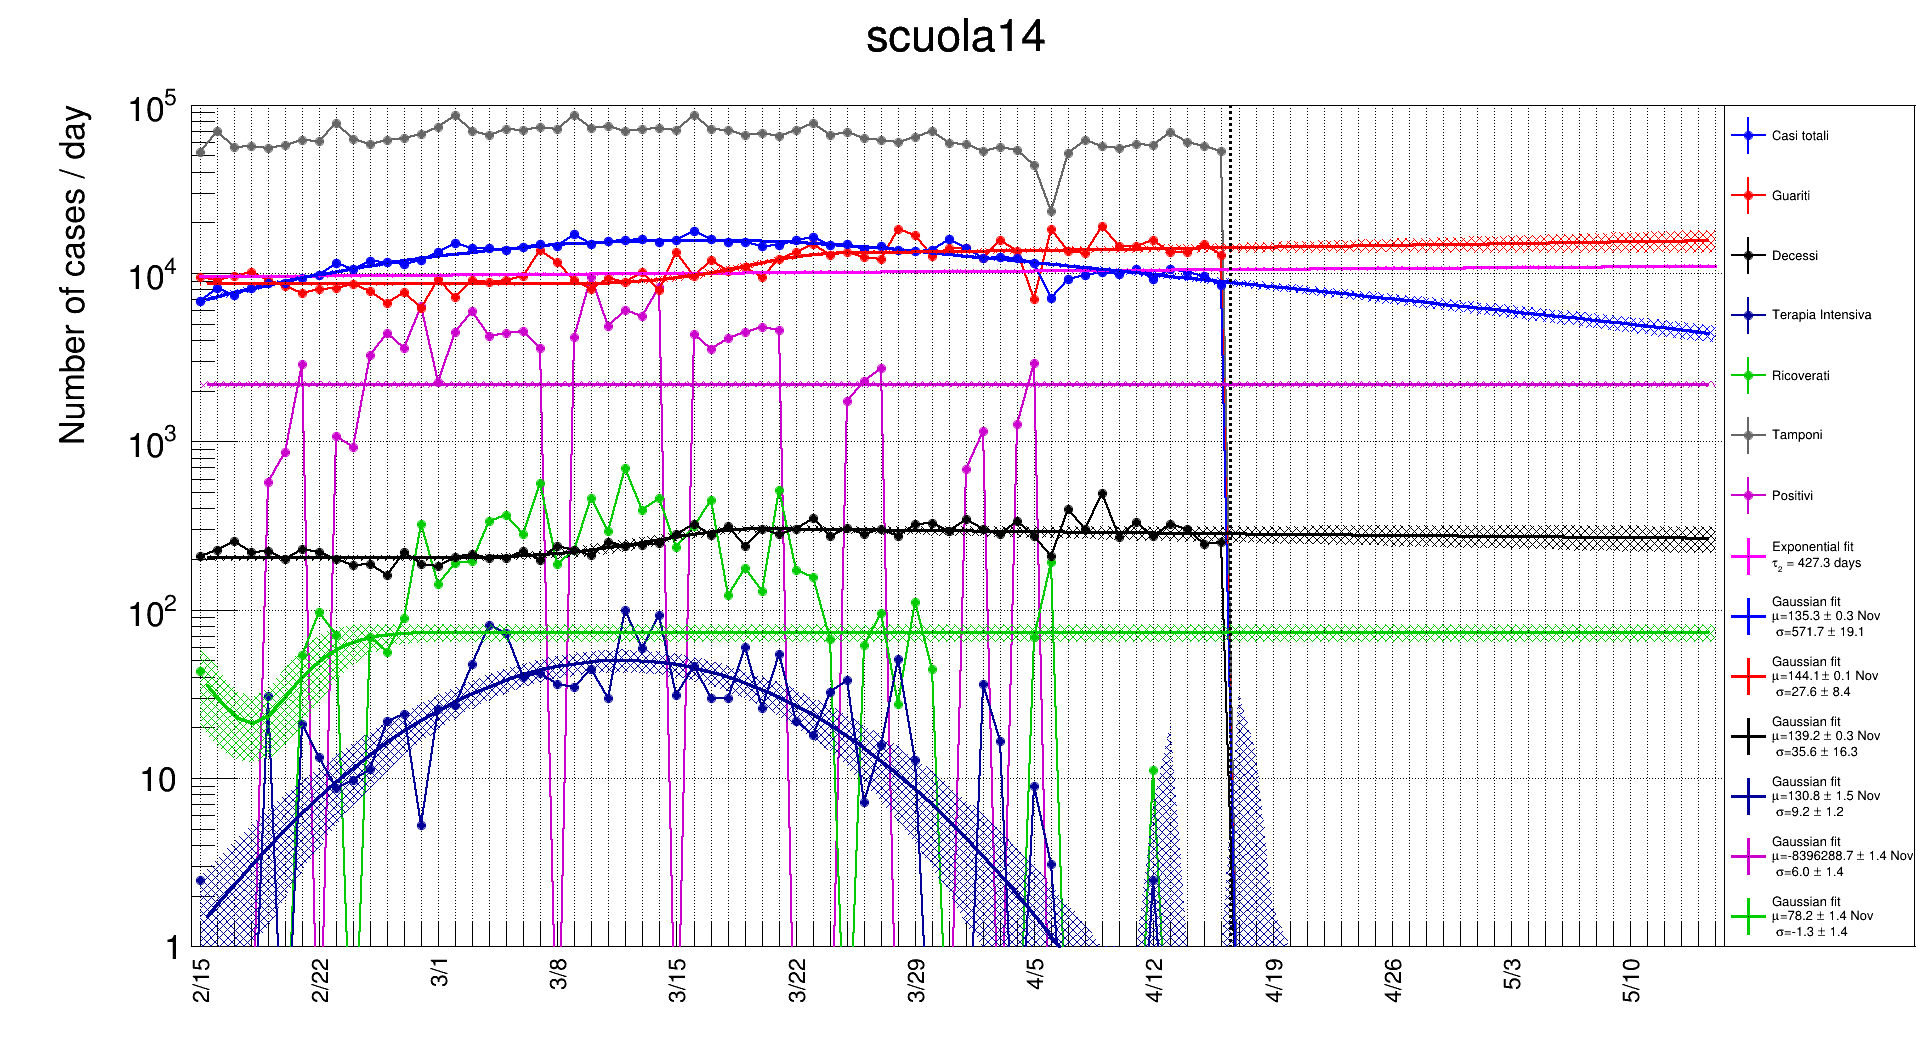 scuola14
Number of cases / day
10^5
10^4
10^3
10^2
10
1
2/15
2/22
3/1
3/8
3/15
3/22
3/29
4/5
4/12
4/19
4/26
5/3
5/10
Casi totali
Guariti
Decessi
Terapia Intensiva
Ricoverati
Tamponi
Positivi
Exponential fit
τ₂ = 427.3 days
Gaussian fit
μ=135.3 ± 0.3 Nov
σ=571.7 ± 19.1
Gaussian fit
μ=144.1 ± 0.1 Nov
σ=27.6 ± 8.4
Gaussian fit
μ=139.2 ± 0.3 Nov
σ=35.6 ± 16.3
Gaussian fit
μ=130.8 ± 1.5 Nov
σ=9.2 ± 1.2
Gaussian fit
μ=-8396288.7 ± 1.4 Nov
σ=6.0 ± 1.4
Gaussian fit
μ=78.2 ± 1.4 Nov
σ=-1.3 ± 1.4